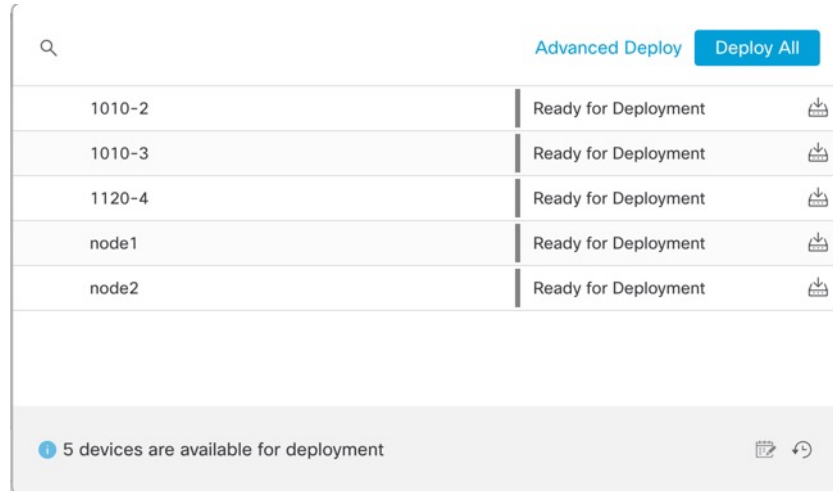 Advanced Deploy Deploy All
1010-2 Ready for Deployment
1010-3 Ready for Deployment
1120-4 Ready for Deployment
node1 Ready for Deployment
node2 Ready for Deployment
5 devices are available for deployment